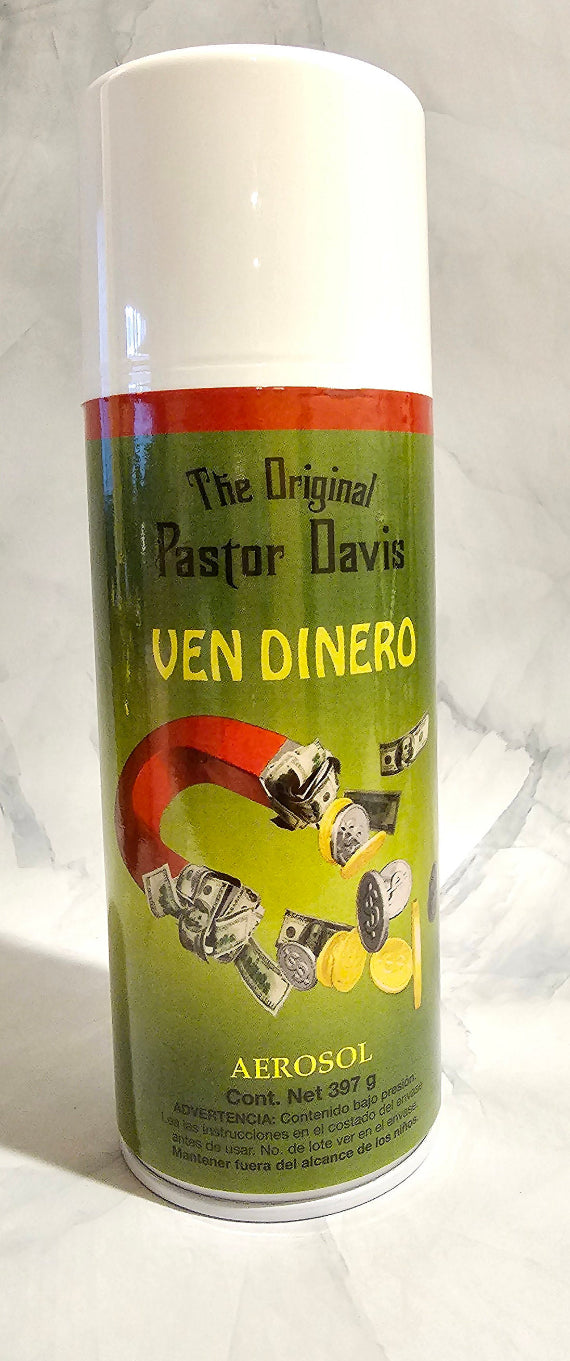 The Original
Pastor Davis
VEN DINERO
AEROSOL
Cont. Net 397 g
ADVERTENCIA: Contenido bajo presión.
Lea las instrucciones en el costado del envase
antes de usar. No. de lote ver en el envase.
Mantener fuera del alcance de los niños.